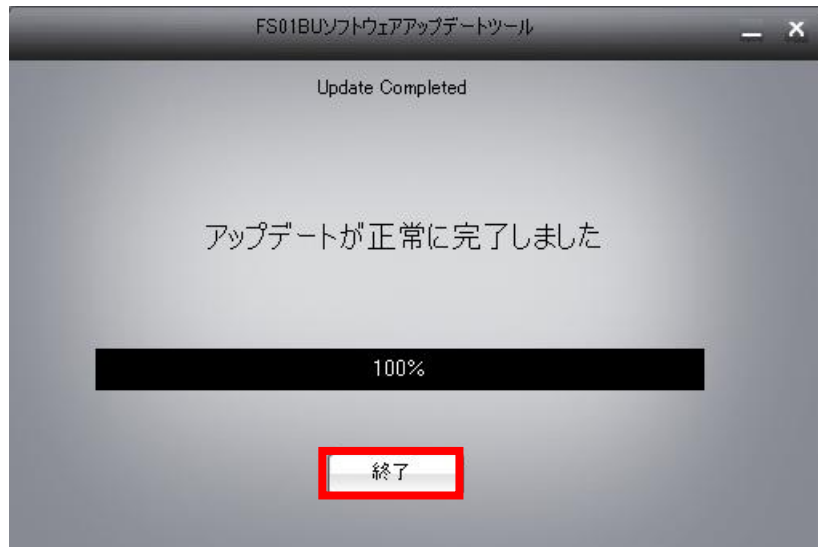 FS01BUソフトウェアアップデートツール
Update Completed
アップデートが正常に完了しました
100%
終了